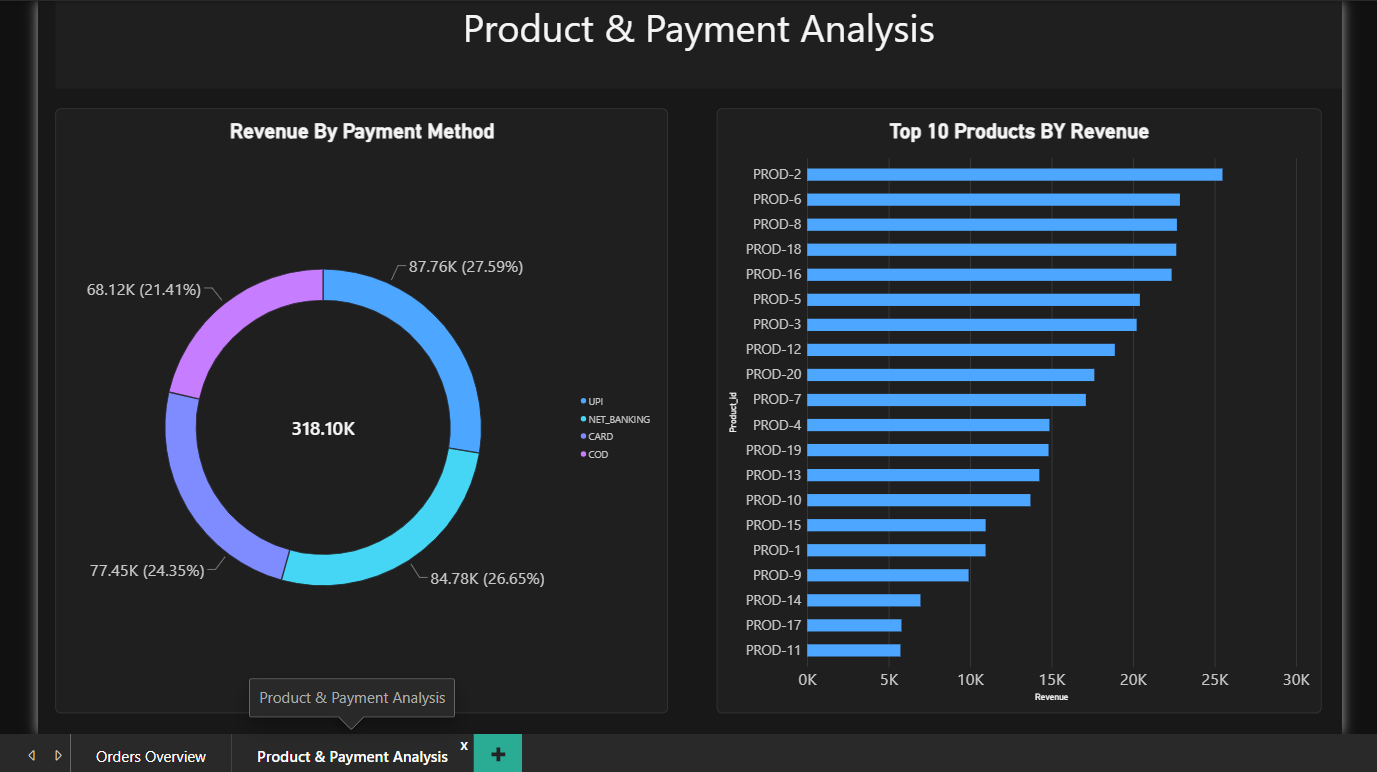 Product & Payment Analysis
Revenue By Payment Method
87.76K (27.59%)
68.12K (21.41%)
318.10K
77.45K (24.35%)
84.78K (26.65%)
UPI
NET_BANKING
CARD
COD
Top 10 Products BY Revenue
Product_id
PROD-2
PROD-6
PROD-8
PROD-18
PROD-16
PROD-5
PROD-3
PROD-12
PROD-20
PROD-7
PROD-4
PROD-19
PROD-13
PROD-10
PROD-15
PROD-1
PROD-9
PROD-14
PROD-17
PROD-11
0K 5K 10K 15K 20K 25K 30K
Revenue
Product & Payment Analysis
Orders Overview
Product & Payment Analysis x
+